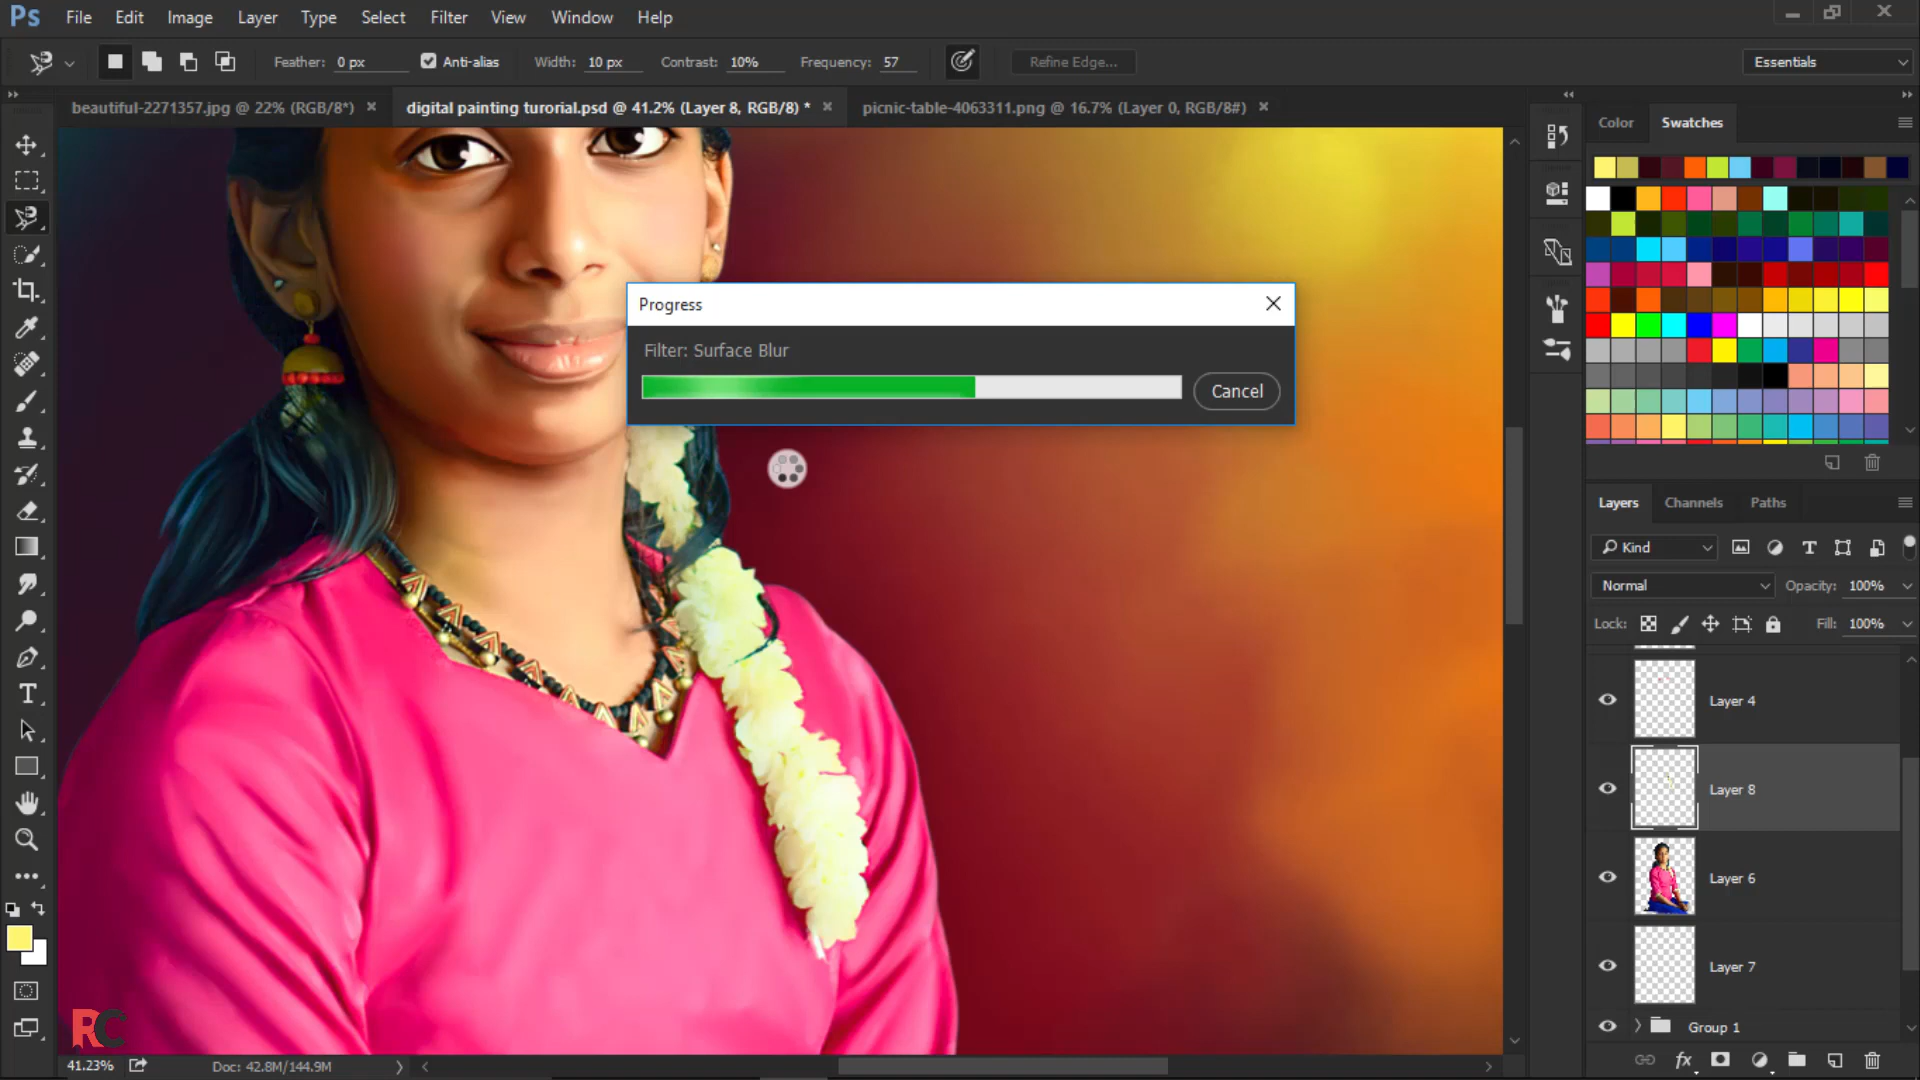 Ps File Edit Image Layer Type Select Filter View Window Help
Feather: 0 px Anti-alias Width: 10 px Contrast: 10% Frequency: 57 Refine Edge... Essentials
beautiful-2271357.jpg @ 22% (RGB/8*) digital painting turorial.psd @ 41.2% (Layer 8, RGB/8) * picnic-table-4063311.png @ 16.7% (Layer 0, RGB/8#)
Color Swatches
Progress
Filter: Surface Blur
Cancel
Layers Channels Paths
Kind
Normal Opacity: 100%
Lock: Fill: 100%
Layer 4
Layer 8
Layer 6
Layer 7
Group 1
RC
41.23% Doc: 42.8M/144.9M
fx